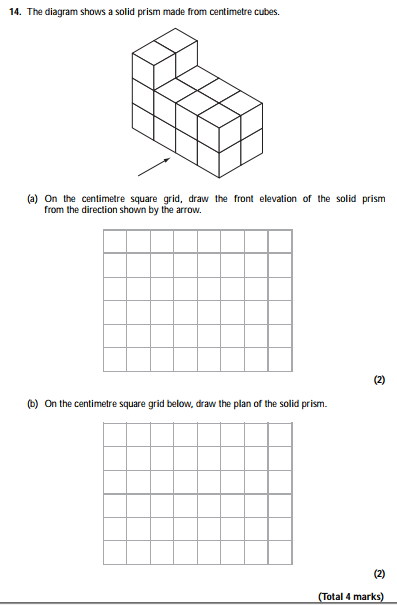 14. The diagram shows a solid prism made from centimetre cubes.
(a) On the centimetre square grid, draw the front elevation of the solid prism
from the direction shown by the arrow.
(2)
(b) On the centimetre square grid below, draw the plan of the solid prism.
(2)
(Total 4 marks)